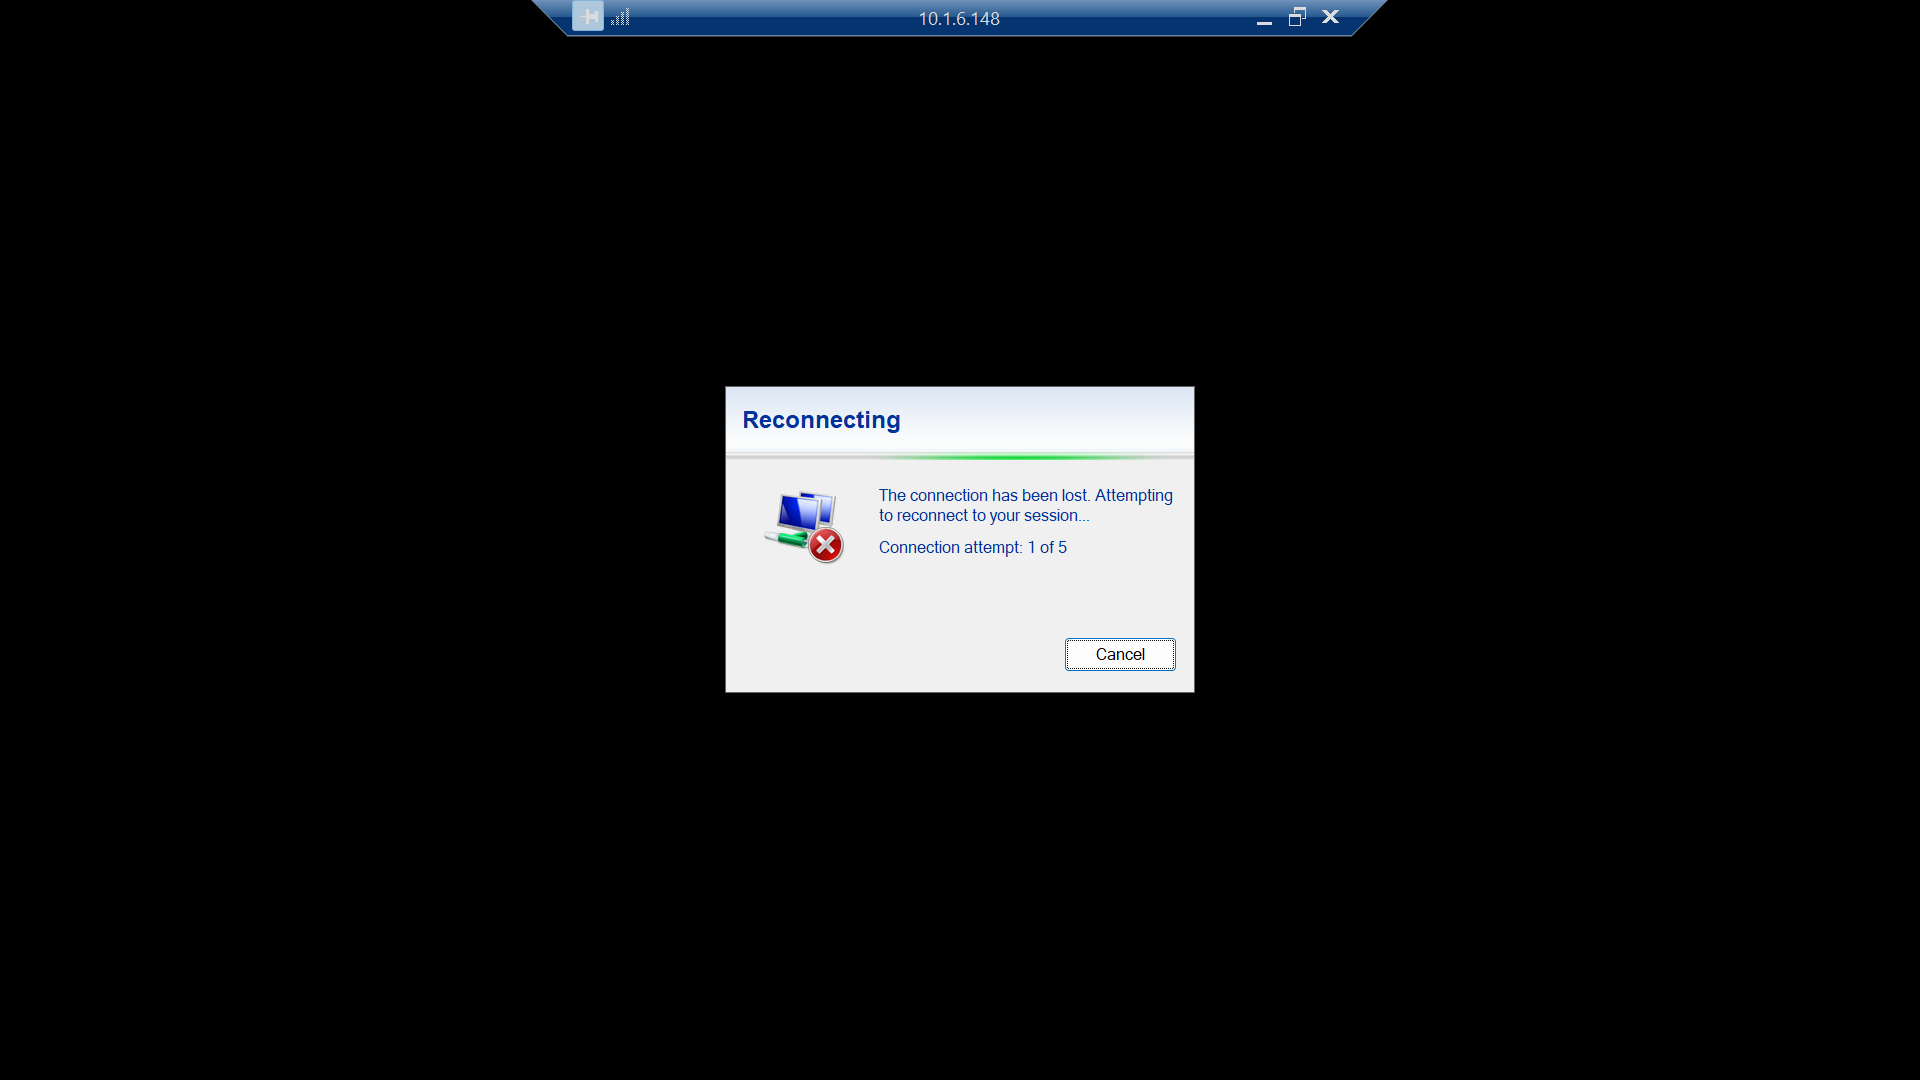 10.1.6.148
Reconnecting
The connection has been lost. Attempting
to reconnect to your session...
Connection attempt: 1 of 5
Cancel